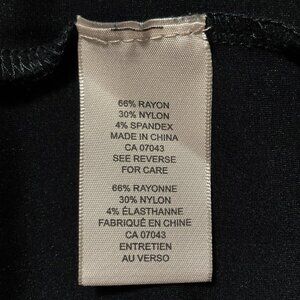 66% RAYON
30% NYLON
4% SPANDEX
MADE IN CHINA
CA 07043
SEE REVERSE
FOR CARE
66% RAYONNE
30% NYLON
4% ÉLASTHANNE
FABRIQUÉ EN CHINE
CA 07043
ENTRETIEN
AU VERSO